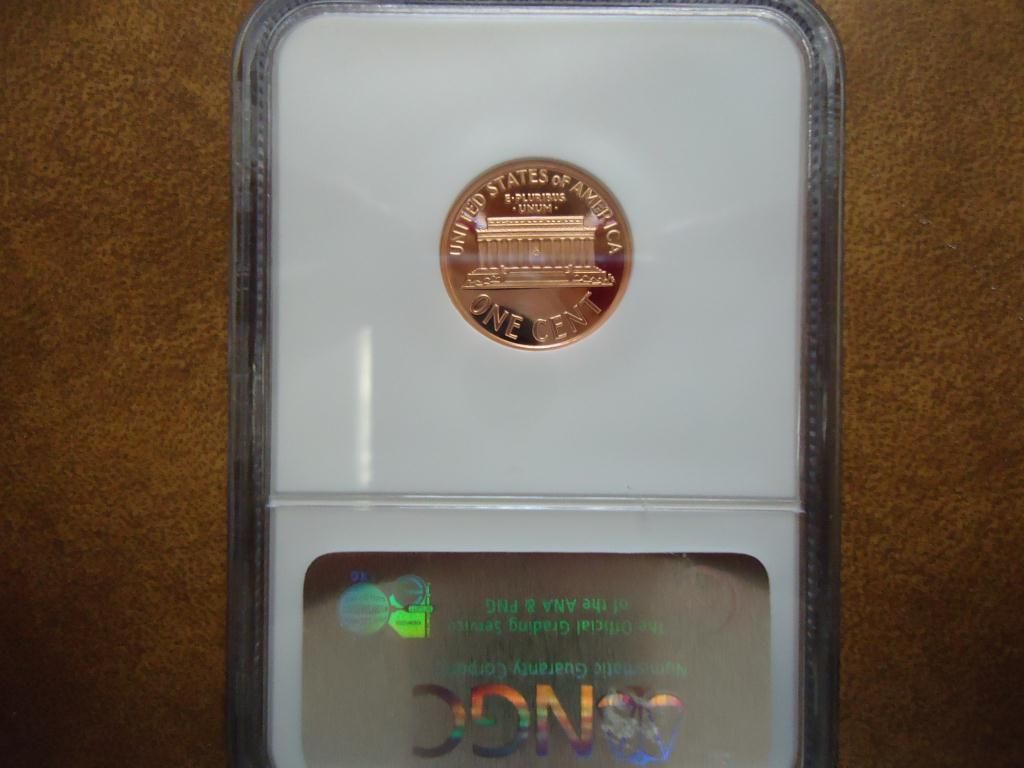 UNITED STATES OF AMERICA
E·PLURIBUS
·UNUM·
ONE CENT
NGC
Numismatic Guaranty
the Official Grading Service
of the ANA & PNG